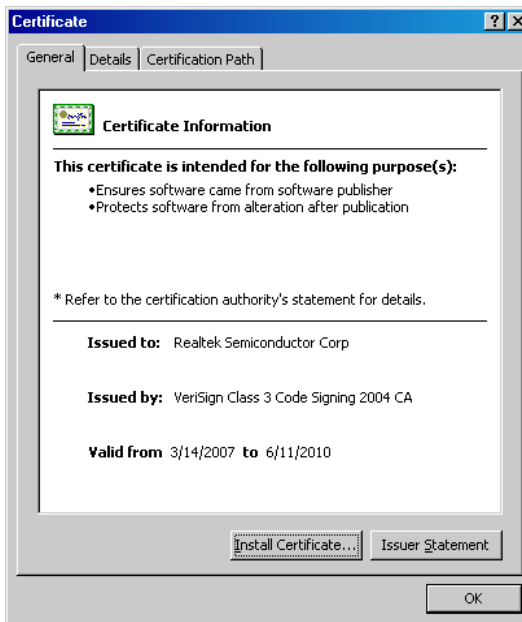 Certificate
General Details Certification Path
Certificate Information
This certificate is intended for the following purpose(s):
•Ensures software came from software publisher
•Protects software from alteration after publication
* Refer to the certification authority's statement for details.
Issued to: Realtek Semiconductor Corp
Issued by: VeriSign Class 3 Code Signing 2004 CA
Valid from 3/14/2007 to 6/11/2010
Install Certificate... Issuer Statement
OK